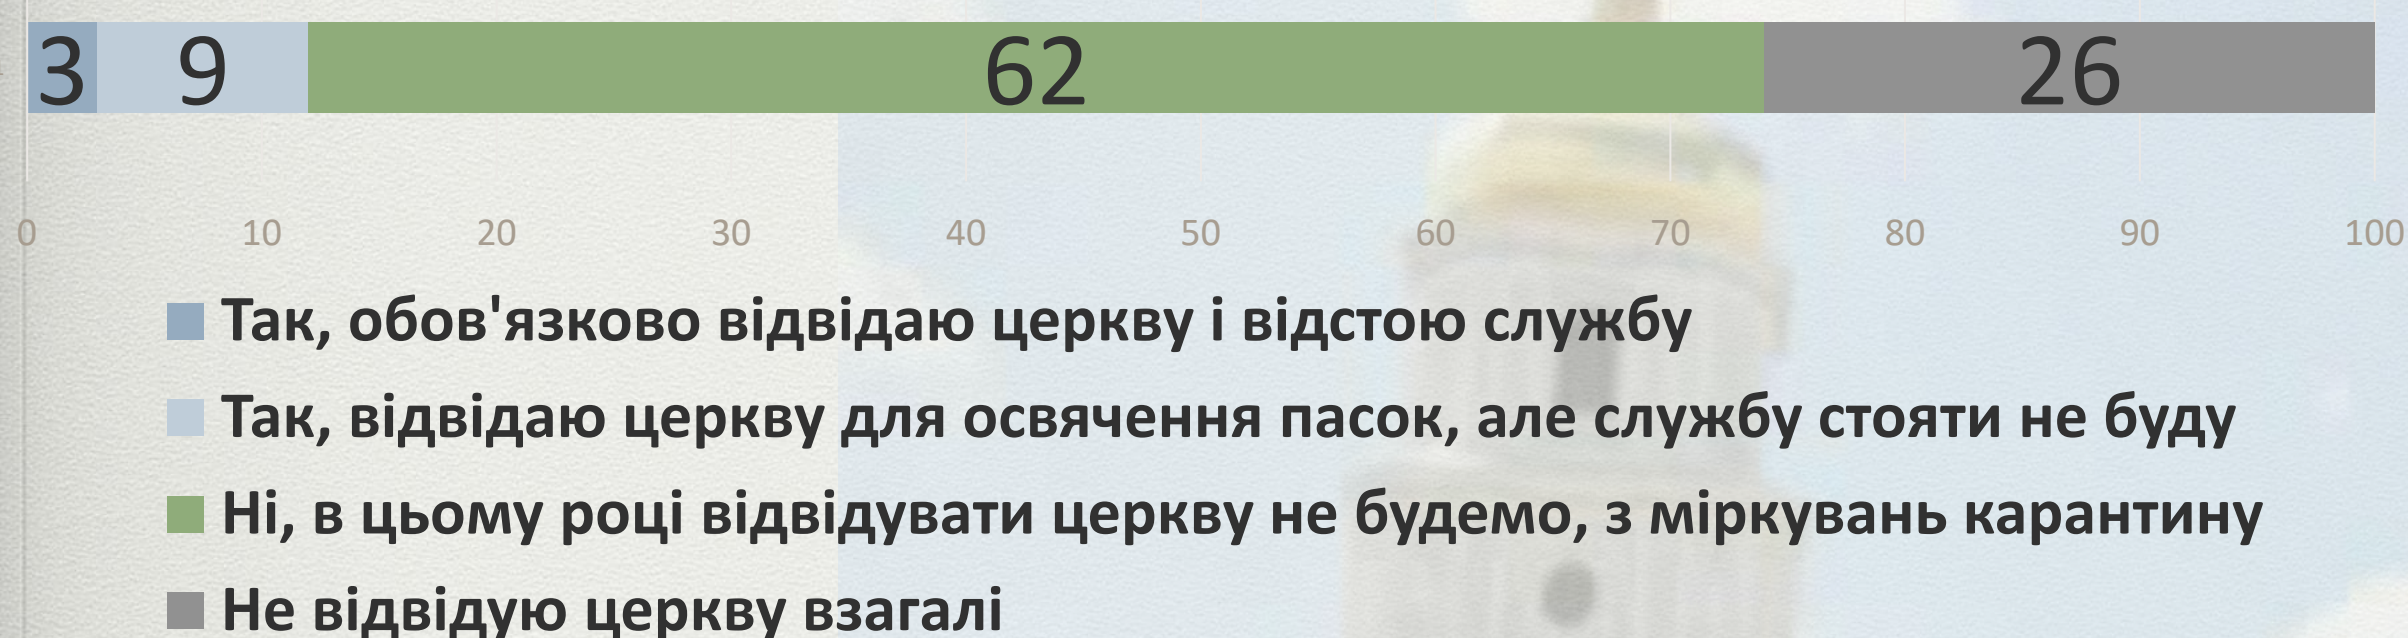 3 9 62 26
0 10 20 30 40 50 60 70 80 90 100
Так, обов'язково відвідаю церкву і відстою службу
Так, відвідаю церкву для освячення пасок, але службу стояти не буду
Ні, в цьому році відвідувати церкву не будемо, з міркувань карантину
Не відвідую церкву взагалі